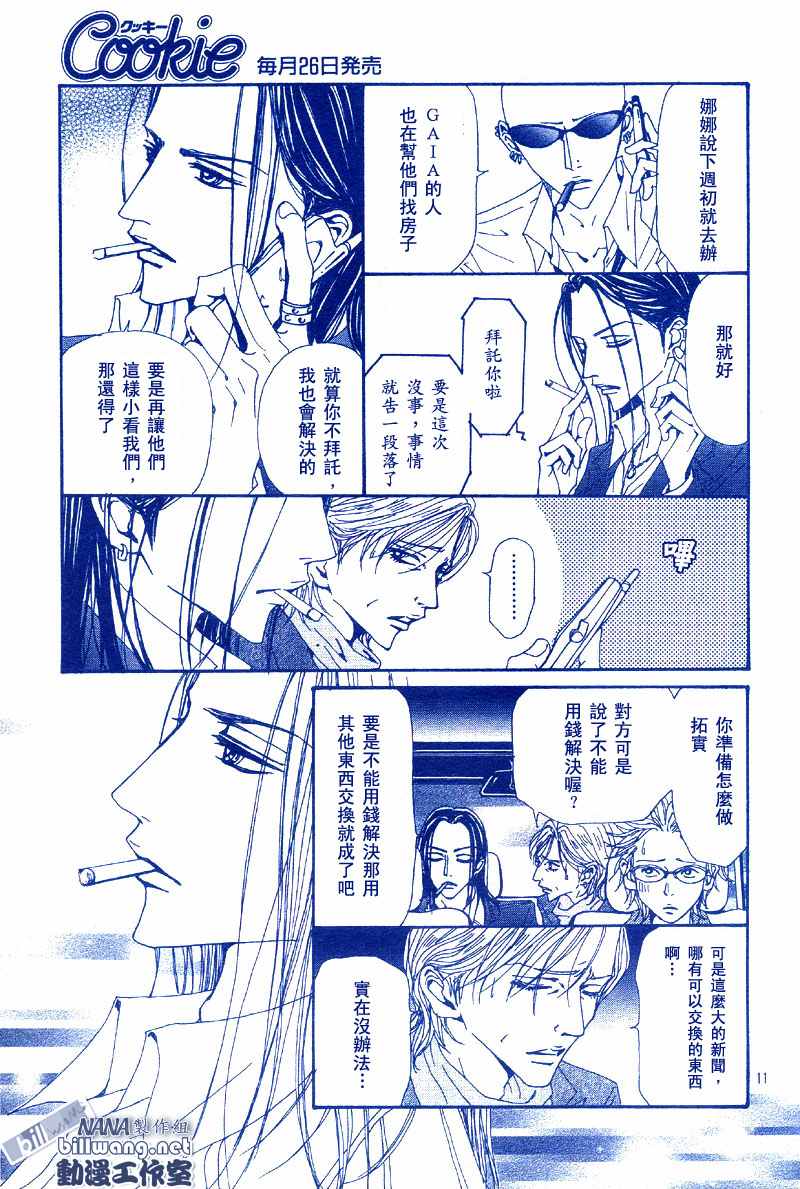 クッキー
Cookie
毎月26日発売
娜娜說下週初就去辦
GAIA的人
也在幫他們找房子
那就好
拜託你啦
要是這次
沒事，事情
就告一段落了
就算你不拜託，
我也會解決的
要是再讓他們
這樣小看我們，
那還得了
嗶
………
你準備怎麼做
拓實
對方可是
說了不能
用錢解決喔？
要是不能用錢解決那用
其他東西交換就成了吧
可是這麼大的新聞，
哪有可以交換的東西
啊…
實在沒辦法…
11
NANA製作組
billwang.net
動漫工作室